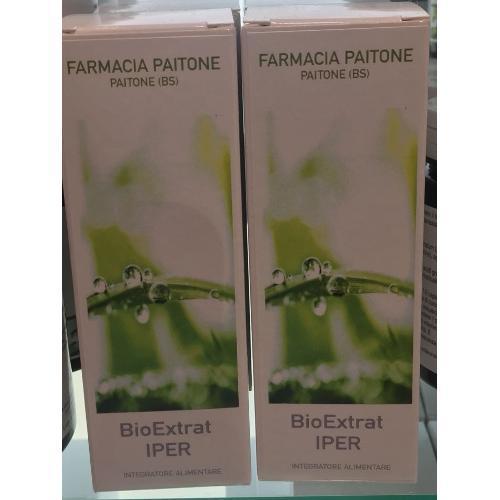 FARMACIA PAITONE
PAITONE (BS)
BioExtrat
IPER
INTEGRATORE ALIMENTARE
FARMACIA PAITONE
PAITONE (BS)
BioExtrat
IPER
INTEGRATORE ALIMENTARE